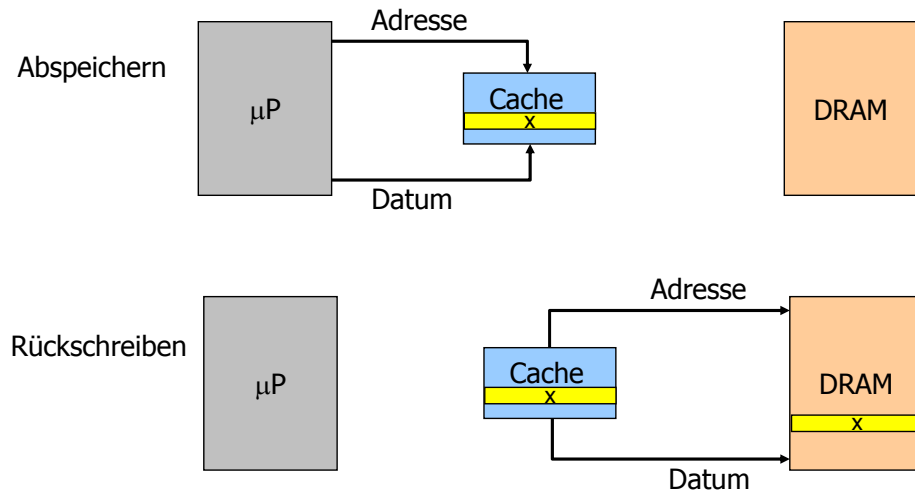 Adresse
Abspeichern
μP
Cache
x
DRAM
Datum
Adresse
Rückschreiben
μP
Cache
x
DRAM
x
Datum